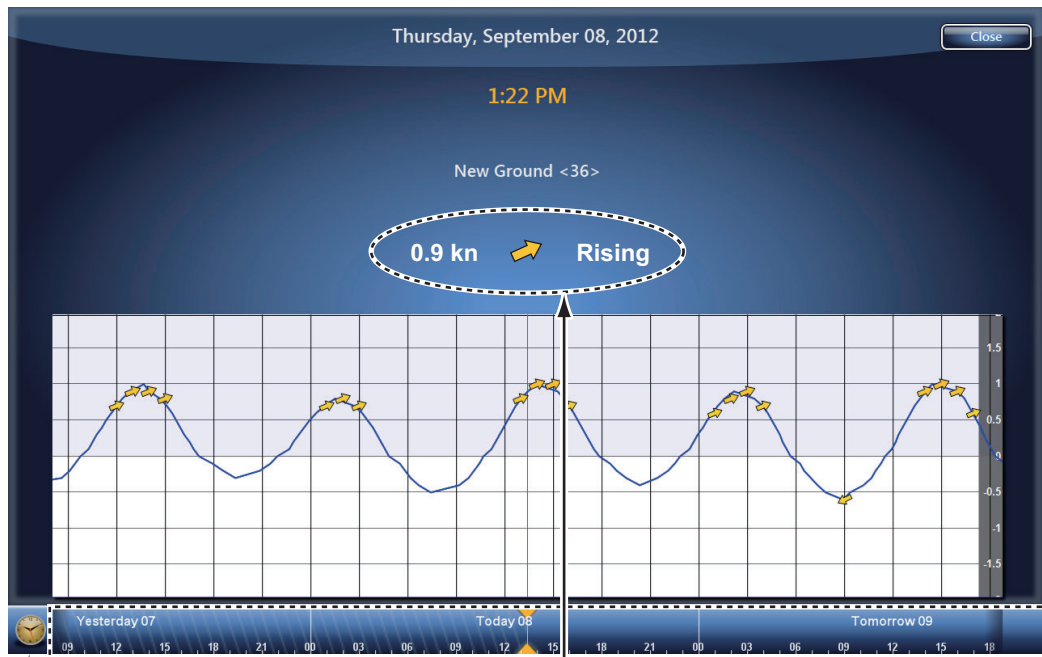 Thursday, September 08, 2012
Close
1:22 PM
New Ground <36>
0.9 kn Rising
1.5
1
0.5
0
-0.5
-1
-1.5
Yesterday 07 Today 08 Tomorrow 09
09 12 15 18 21 00 03 06 09 12 15 18 21 00 03 06 09 12 15 18